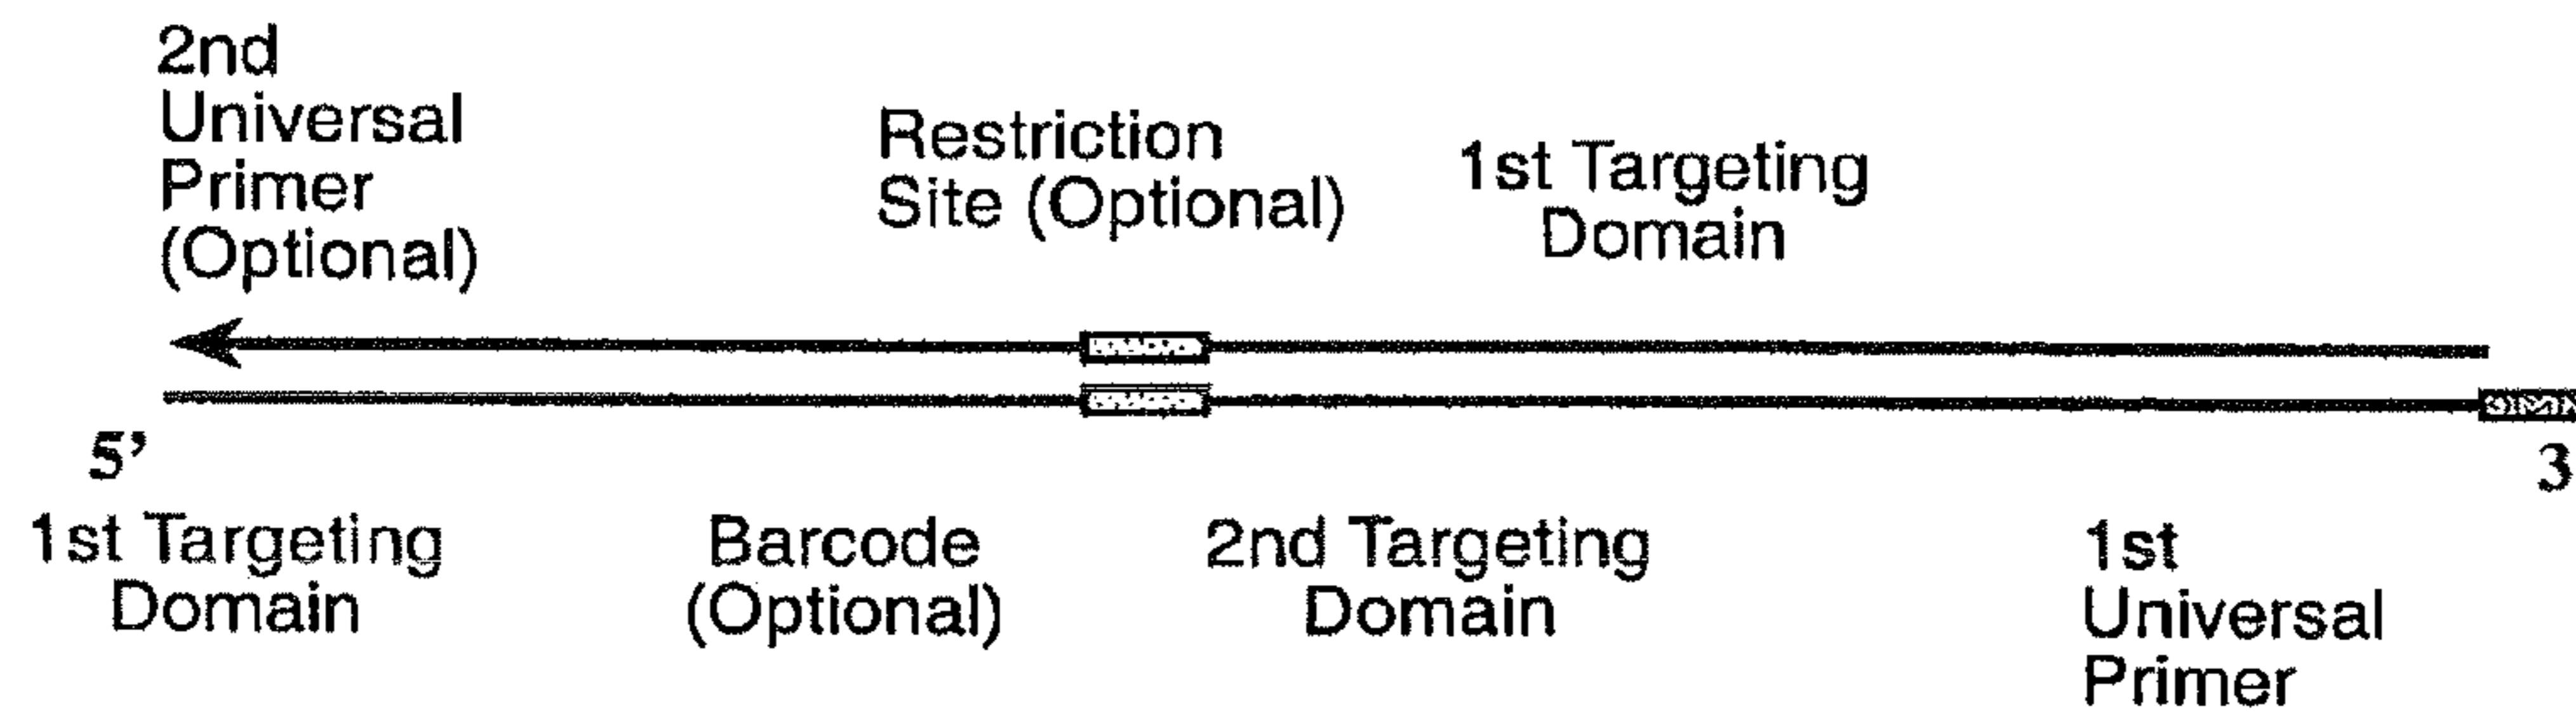 2nd
Universal
Primer
(Optional)
Restriction
Site (Optional)
1st Targeting
Domain
5’
3
1st Targeting
Domain
Barcode
(Optional)
2nd Targeting
Domain
1st
Universal
Primer